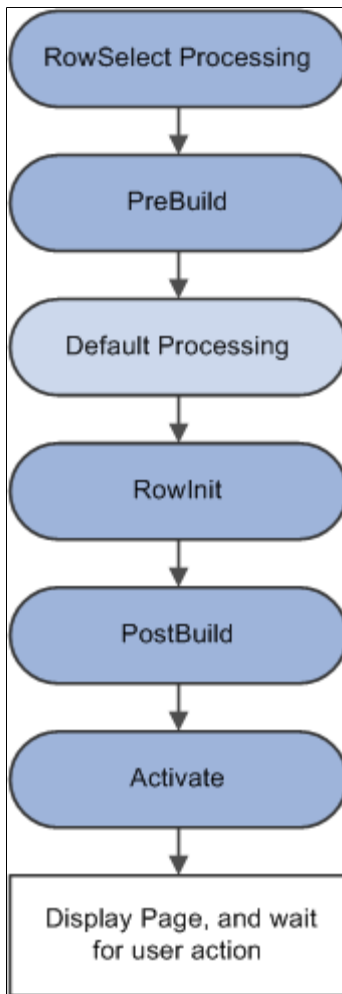 RowSelect Processing
PreBuild
Default Processing
RowInit
PostBuild
Activate
Display Page, and wait
for user action